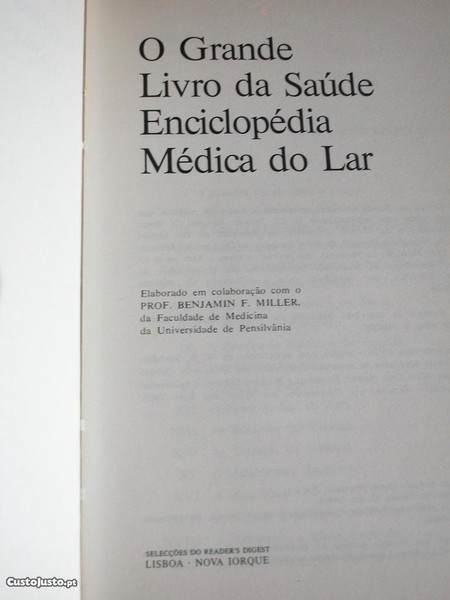 O Grande
Livro da Saúde
Enciclopédia
Médica do Lar
Elaborado em colaboração com o
PROF. BENJAMIN F. MILLER,
da Faculdade de Medicina
da Universidade de Pensilvânia
SELECÇÕES DO READER'S DIGEST
LISBOA · NOVA IORQUE
CustoJusto.pt